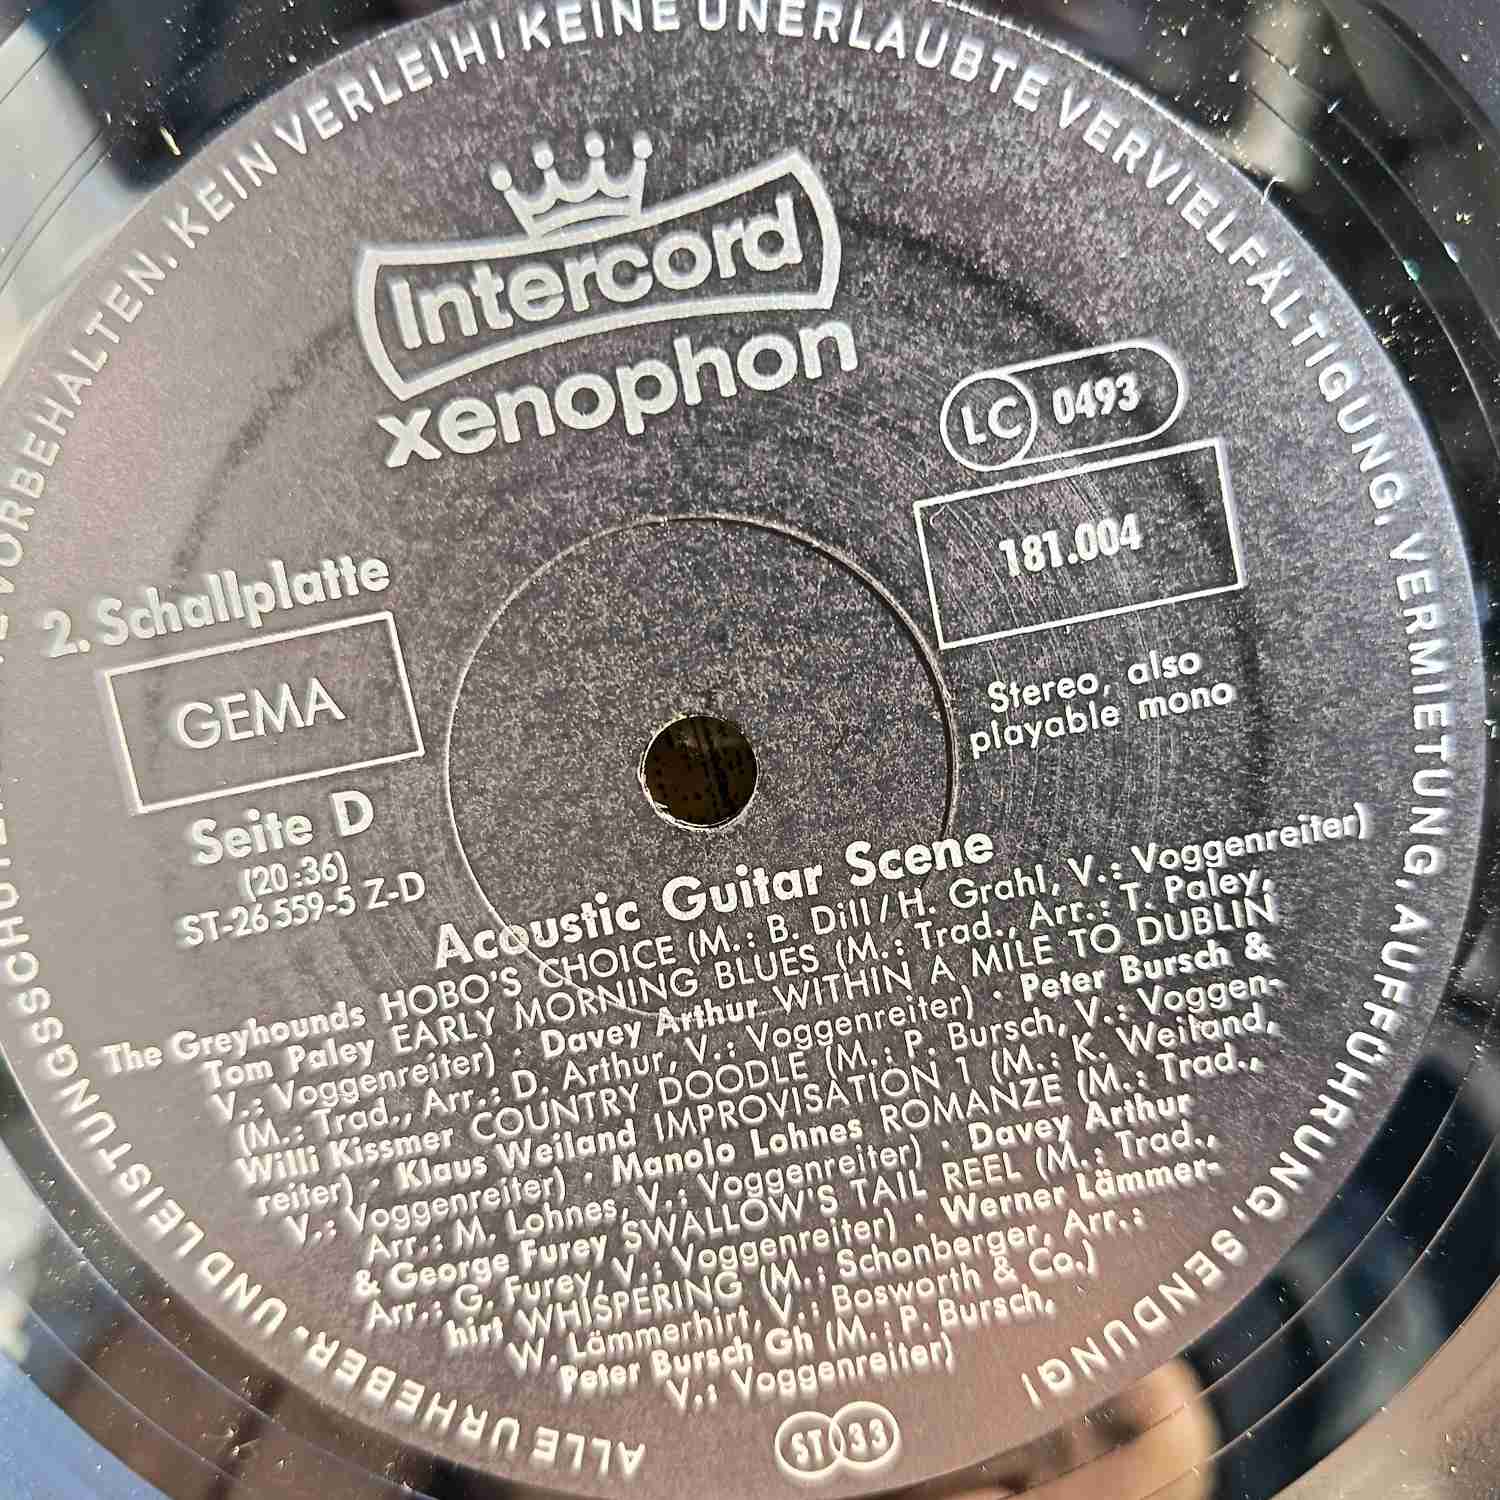 ALLE URHEBER- UND LEISTUNGSSCHUTZRECHTE VORBEHALTEN. KEIN VERLEIH! KEINE UNERLAUBTE VERVIELFÄLTIGUNG, VERMIETUNG, AUFFÜHRUNG, SENDUNG!
Intercord
xenophon
LC 0493
181.004
Stereo, also
playable mono
2. Schallplatte
GEMA
Seite D
(20:36)
ST-26 559-5 Z-D
Acoustic Guitar Scene
The Greyhounds HOBO'S CHOICE (M.: B. Dill/H. Grahl, V.: Voggenreiter)
Tom Paley EARLY MORNING BLUES (M.: Trad., Arr.: T. Paley,
V.: Voggenreiter) · Davey Arthur WITHIN A MILE TO DUBLIN
(M.: Trad., Arr.: D. Arthur, V.: Voggenreiter) · Peter Bursch &
Willi Kissmer COUNTRY DOODLE (M.: P. Bursch, V.: Voggen-
reiter) · Klaus Weiland IMPROVISATION 1 (M.: K. Weiland,
V.: Voggenreiter) · Manolo Lohnes ROMANZE (M.: Trad.,
Arr.: M. Lohnes, V.: Voggenreiter) · Davey Arthur
& George Furey SWALLOW'S TAIL REEL (M.: Trad.,
Arr.: G. Furey, V.: Voggenreiter) · Werner Lämmer-
hirt WHISPERING (M.: Schonberger, Arr.:
W. Lämmerhirt, V.: Bosworth & Co.)
Peter Bursch Gh (M.: P. Bursch,
V.: Voggenreiter)
ST 33